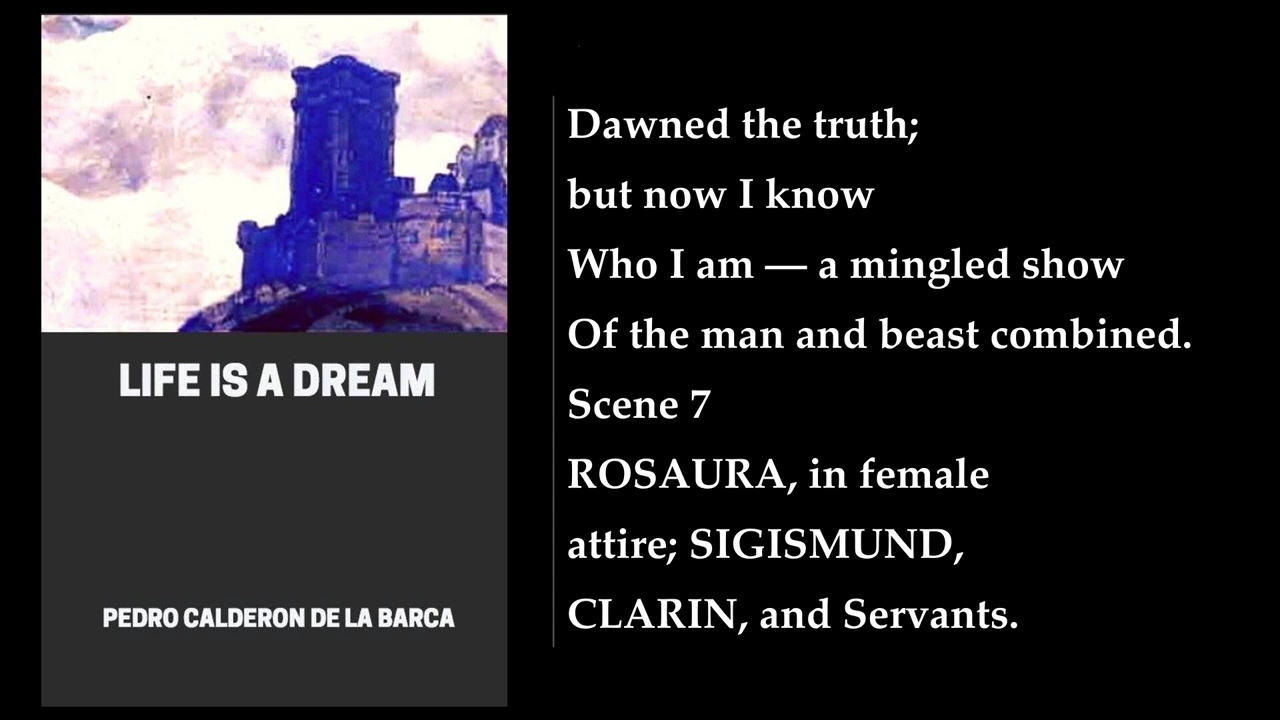 LIFE IS A DREAM
PEDRO CALDERON DE LA BARCA
Dawned the truth;
but now I know
Who I am — a mingled show
Of the man and beast combined.
Scene 7
ROSAURA, in female
attire; SIGISMUND,
CLARIN, and Servants.